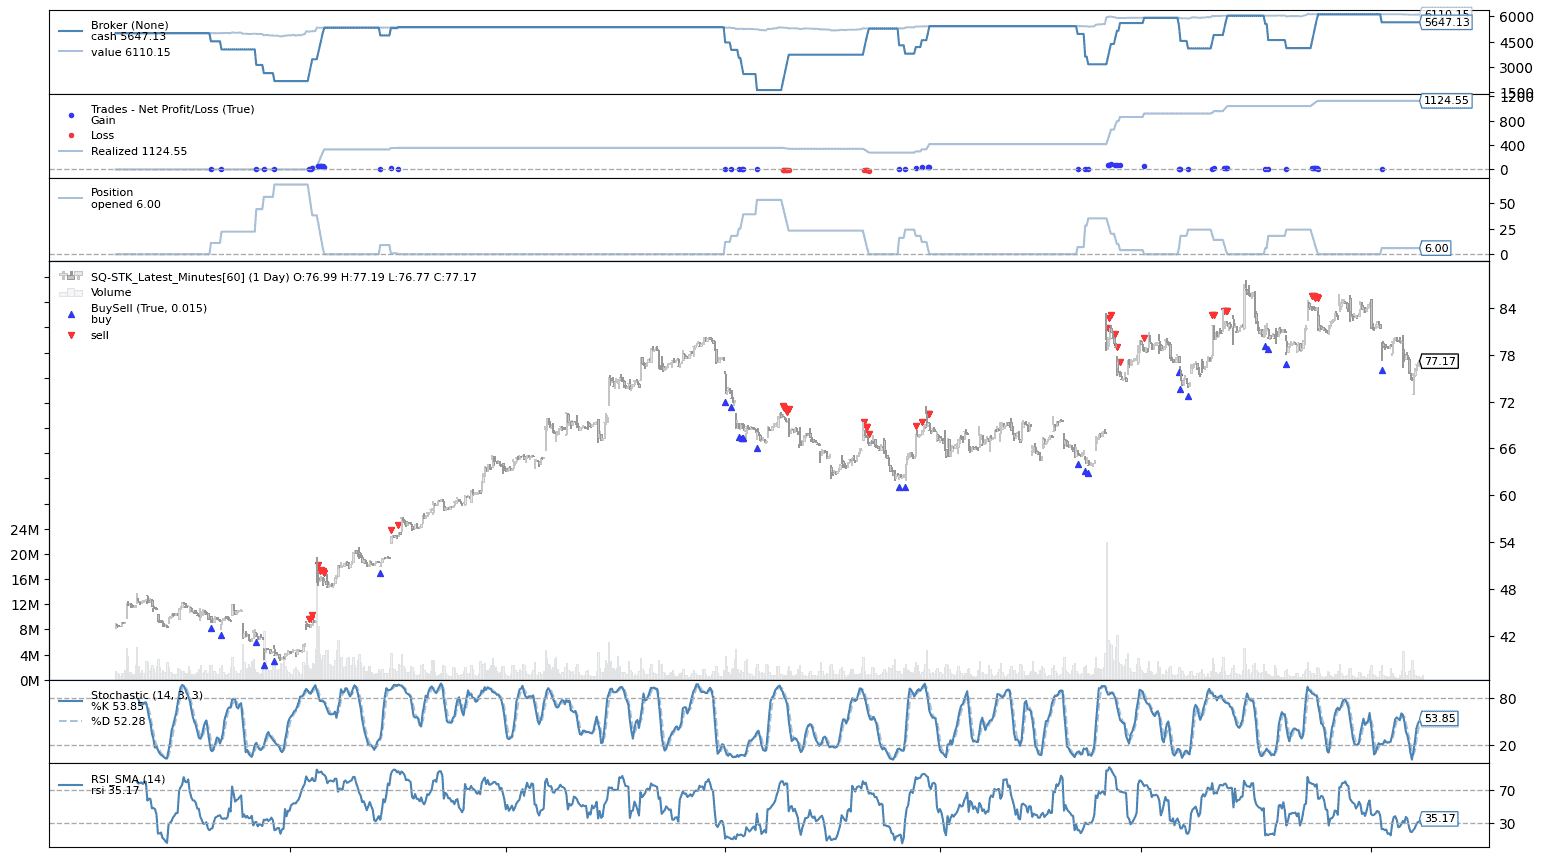 Broker (None)
cash 5647.13
value 6110.15
6110.15
5647.13
6000
4500
3000
1500
Trades - Net Profit/Loss (True)
Gain
Loss
Realized 1124.55
1124.55
1200
800
400
0
Position
opened 6.00
50
25
0
6.00
SQ-STK_Latest_Minutes[60] (1 Day) O:76.99 H:77.19 L:76.77 C:77.17
Volume
BuySell (True, 0.015)
buy
sell
84
78
77.17
72
66
60
54
48
42
24M
20M
16M
12M
8M
4M
0M
Stochastic (14, 3, 3)
%K 53.85
%D 52.28
80
53.85
20
RSI_SMA (14)
rsi 35.17
70
35.17
30